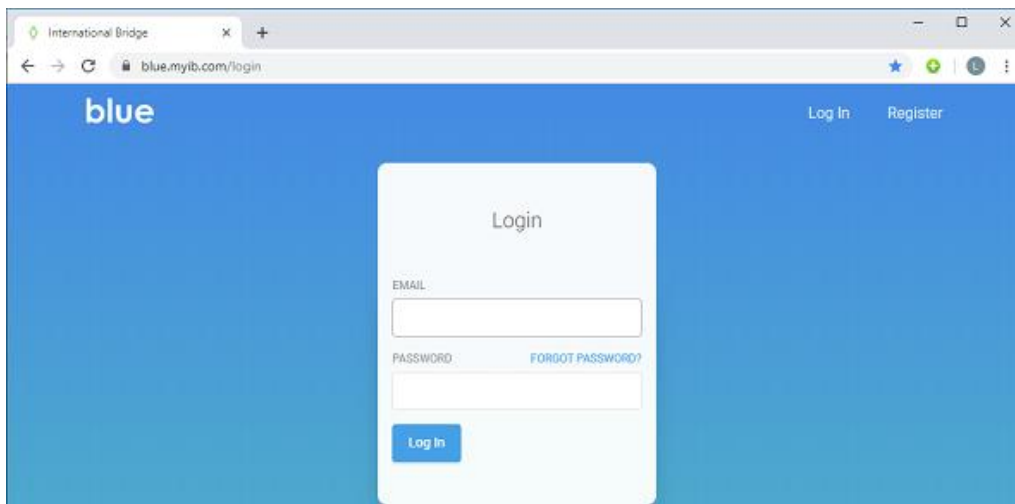 International Bridge
blue.myib.com/login
L
blue
Log In Register
Login
EMAIL
PASSWORD FORGOT PASSWORD?
Log In